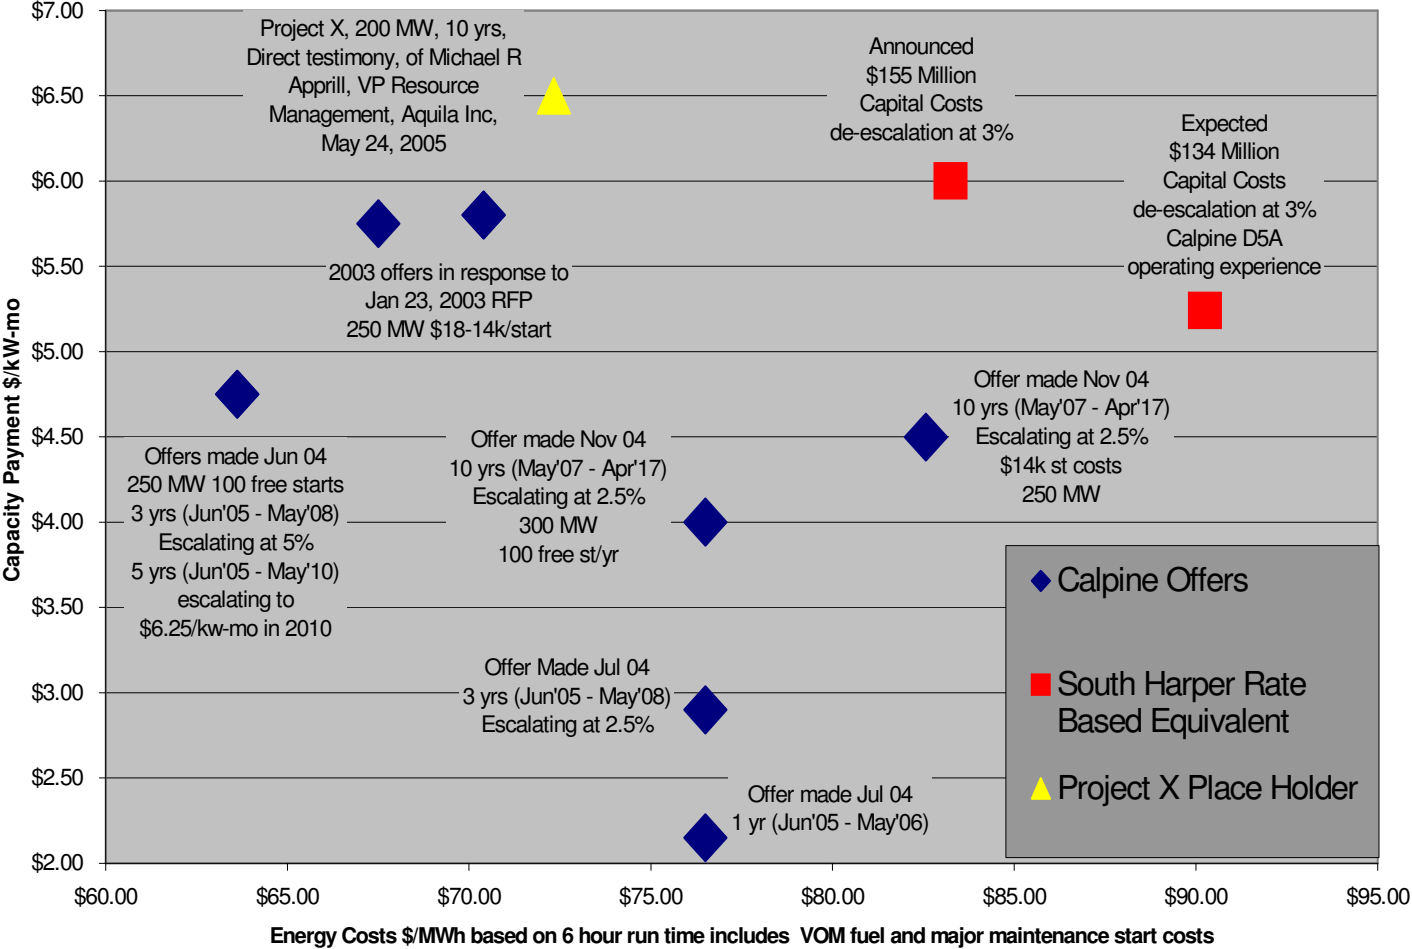 $7.00
$6.50
$6.00
$5.50
$5.00
$4.50
$4.00
$3.50
$3.00
$2.50
$2.00
Capacity Payment $/kW-mo
Project X, 200 MW, 10 yrs,
Direct testimony, of Michael R
Apprill, VP Resource
Management, Aquila Inc,
May 24, 2005
Announced
$155 Million
Capital Costs
de-escalation at 3%
Expected
$134 Million
Capital Costs
de-escalation at 3%
Calpine D5A
operating experience
2003 offers in response to
Jan 23, 2003 RFP
250 MW $18-14k/start
Offers made Jun 04
250 MW 100 free starts
3 yrs (Jun'05 - May'08)
Escalating at 5%
5 yrs (Jun'05 - May'10)
escalating to
$6.25/kw-mo in 2010
Offer made Nov 04
10 yrs (May'07 - Apr'17)
Escalating at 2.5%
300 MW
100 free st/yr
Offer made Nov 04
10 yrs (May'07 - Apr'17)
Escalating at 2.5%
$14k st costs
250 MW
Offer Made Jul 04
3 yrs (Jun'05 - May'08)
Escalating at 2.5%
Offer made Jul 04
1 yr (Jun'05 - May'06)
Calpine Offers
South Harper Rate
Based Equivalent
Project X Place Holder
$60.00 $65.00 $70.00 $75.00 $80.00 $85.00 $90.00 $95.00
Energy Costs $/MWh based on 6 hour run time includes  VOM fuel and major maintenance start costs